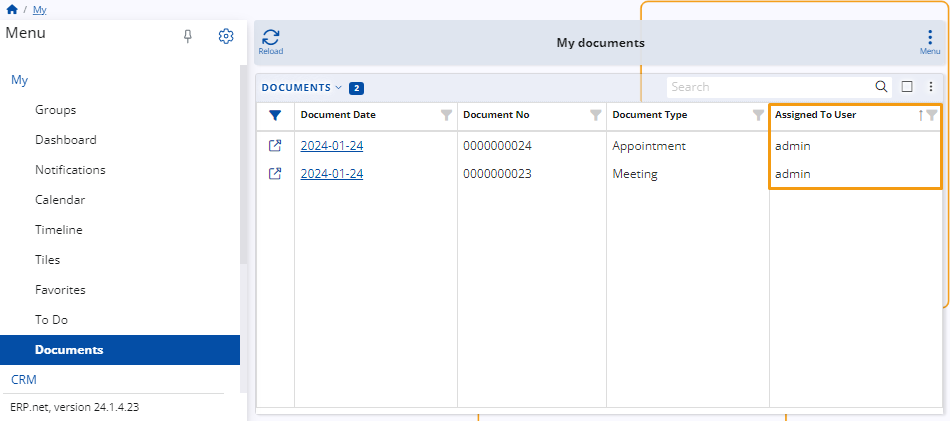 / My
Menu
My
Groups
Dashboard
Notifications
Calendar
Timeline
Tiles
Favorites
To Do
Documents
CRM
ERP.net, version 24.1.4.23
Reload
My documents
Menu
DOCUMENTS 2
Search
Document Date Document No Document Type Assigned To User
2024-01-24 0000000024 Appointment admin
2024-01-24 0000000023 Meeting admin